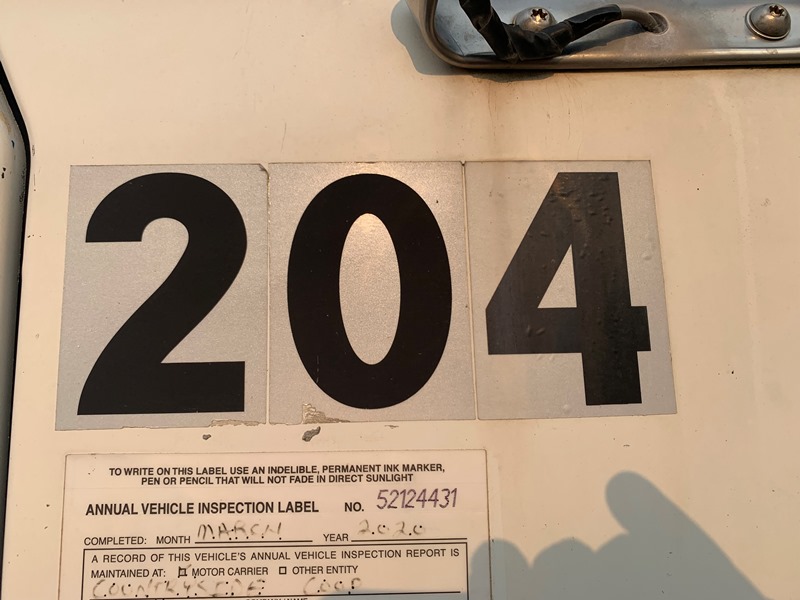 204
TO WRITE ON THIS LABEL USE AN INDELIBLE, PERMANENT INK MARKER,
PEN OR PENCIL THAT WILL NOT FADE IN DIRECT SUNLIGHT
ANNUAL VEHICLE INSPECTION LABEL NO. 52124431
COMPLETED: MONTH MARCH YEAR 2020
A RECORD OF THIS VEHICLE'S ANNUAL VEHICLE INSPECTION REPORT IS
MAINTAINED AT: ☒ MOTOR CARRIER ☐ OTHER ENTITY
COUNTRYSIDE COOP